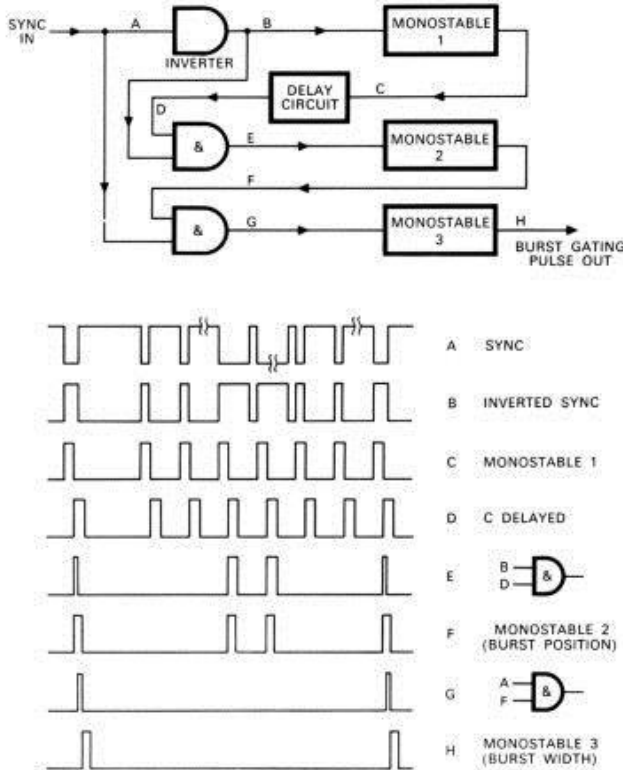 SYNC
IN
A
B
MONOSTABLE
1
INVERTER
DELAY
CIRCUIT
C
D
&
E
MONOSTABLE
2
F
&
G
MONOSTABLE
3
H
BURST GATING
PULSE OUT
A SYNC
B INVERTED SYNC
C MONOSTABLE 1
D C DELAYED
E B D &
F MONOSTABLE 2
(BURST POSITION)
G A F &
H MONOSTABLE 3
(BURST WIDTH)